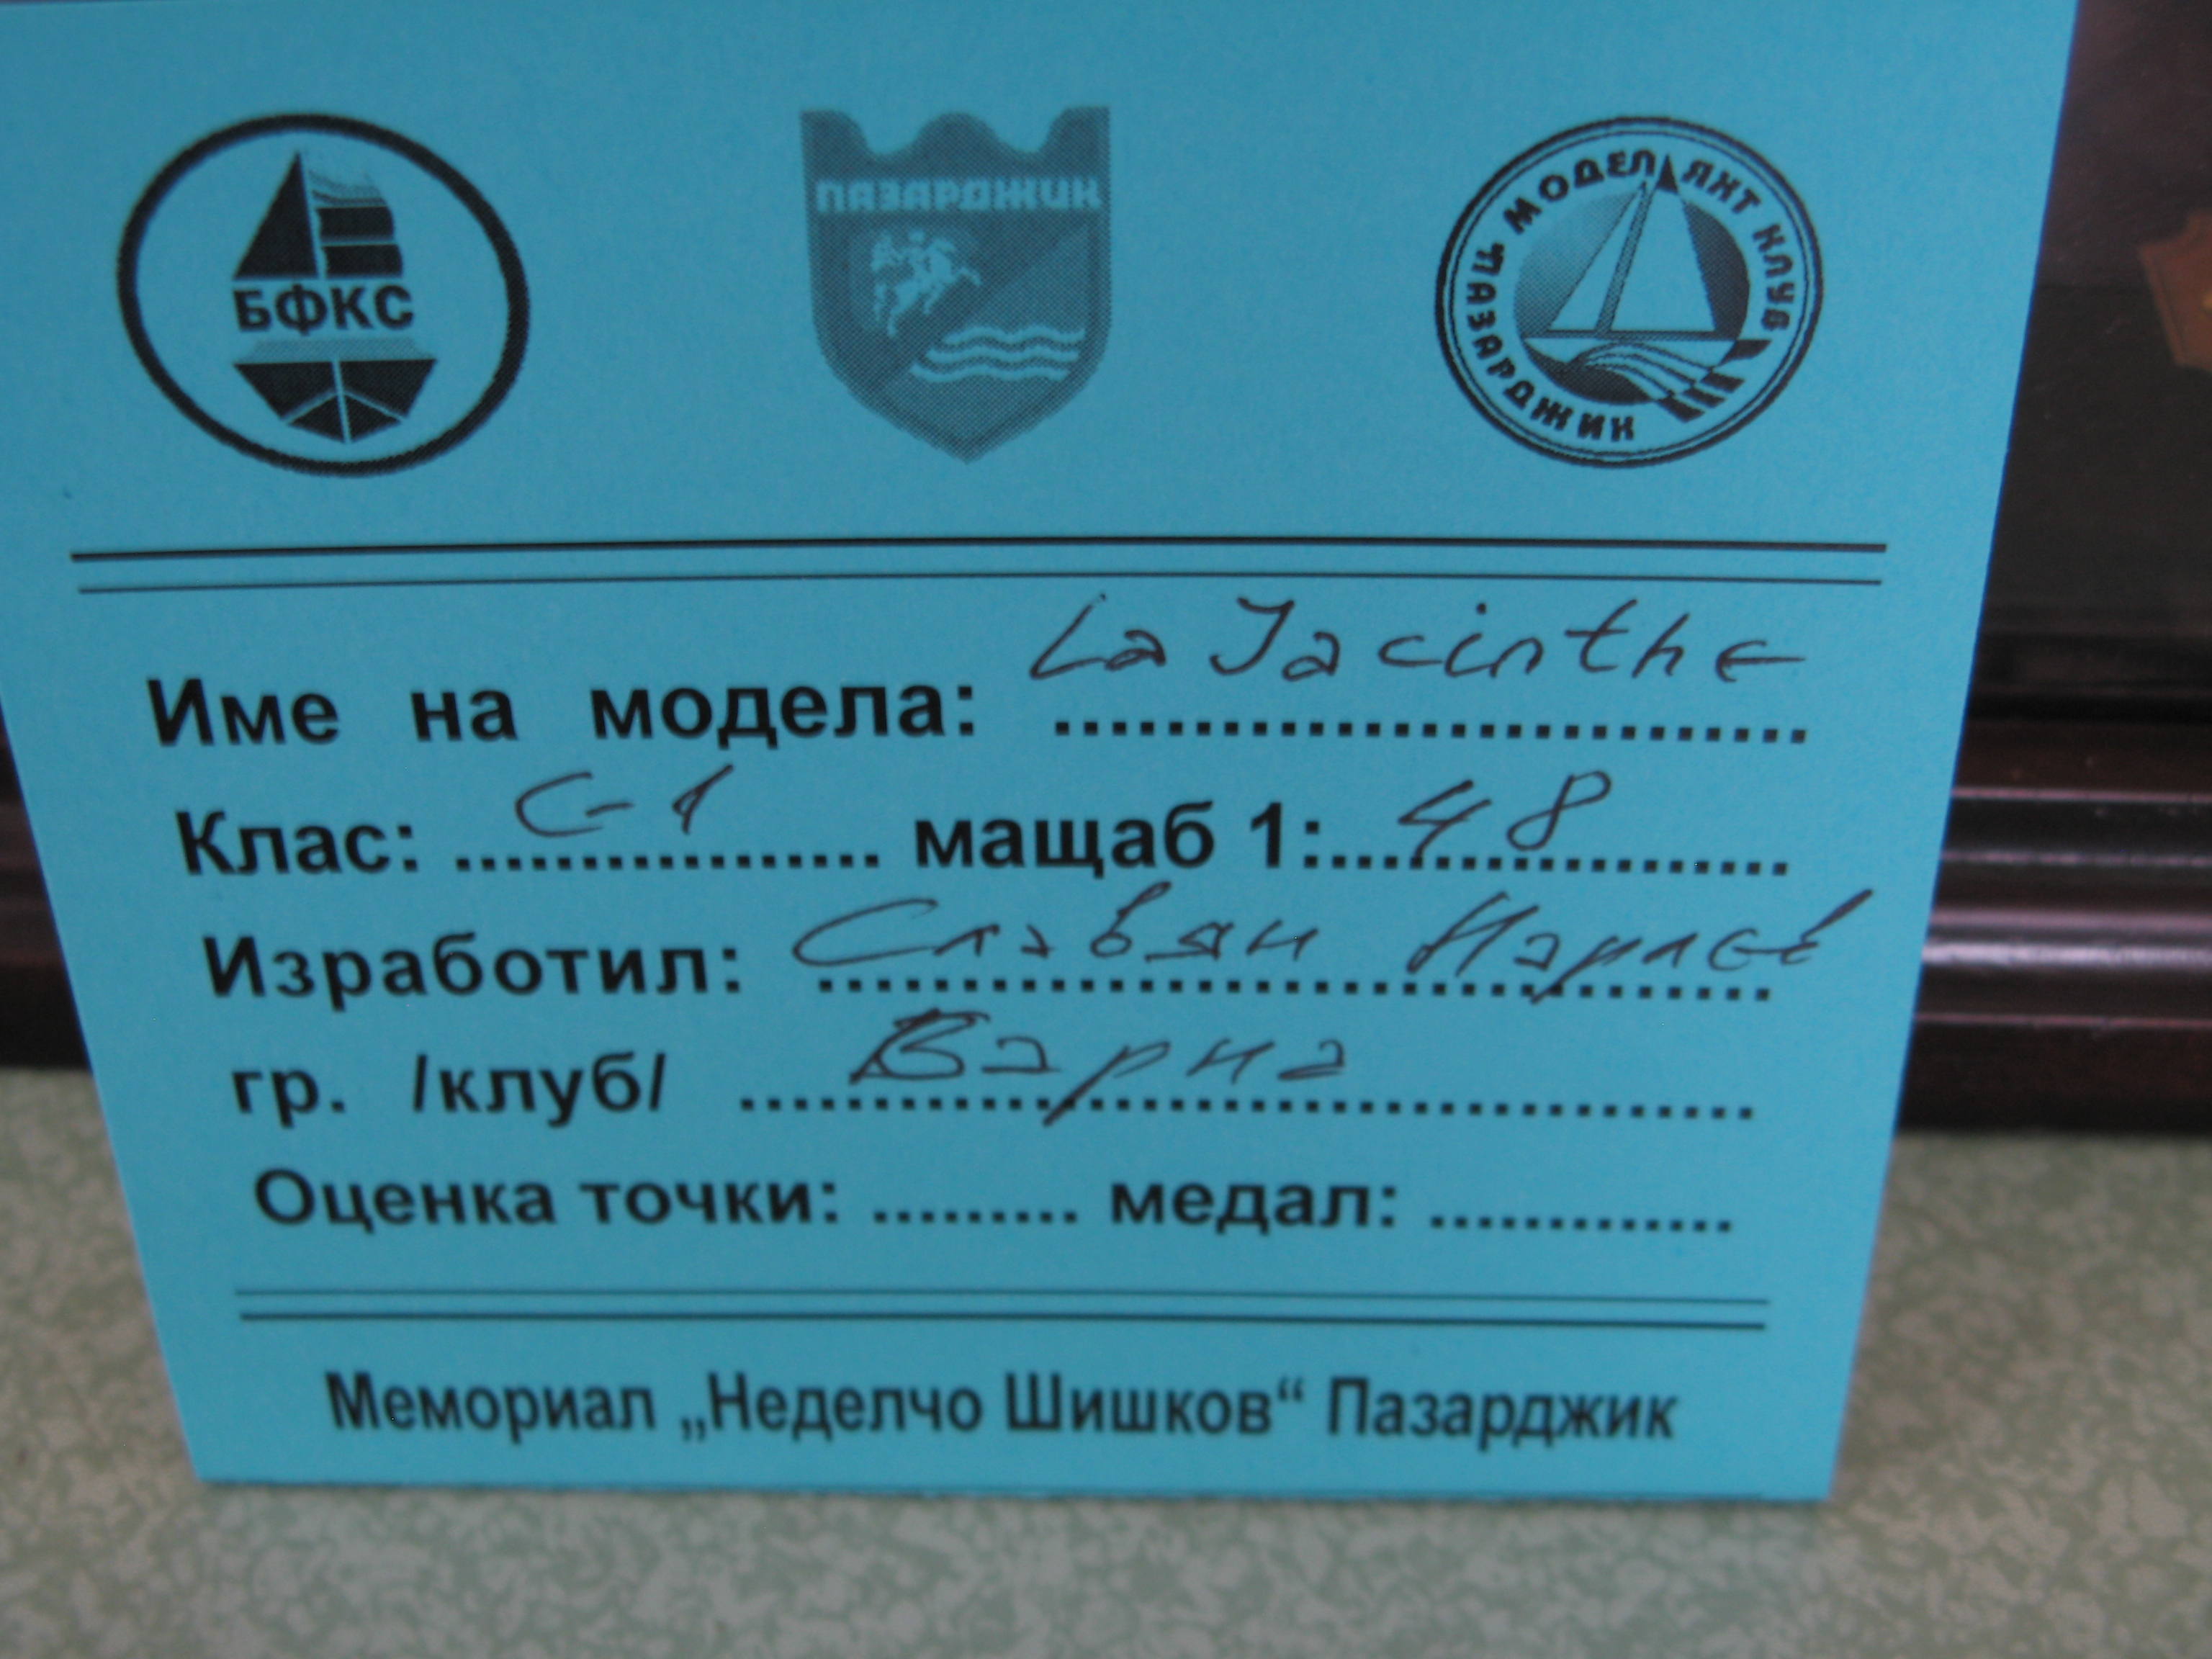 БФКС
ПАЗАРДЖИК
МОДЕЛ ЯХТ КЛУБ ПАЗАРДЖИК
Име на модела: La Jacinthe
Клас: C-1 мащаб 1: 48
Изработил: Славян
гр. /клуб/ Варна
Оценка точки: ......... медал: .............
Мемориал „Неделчо Шишков“ Пазарджик